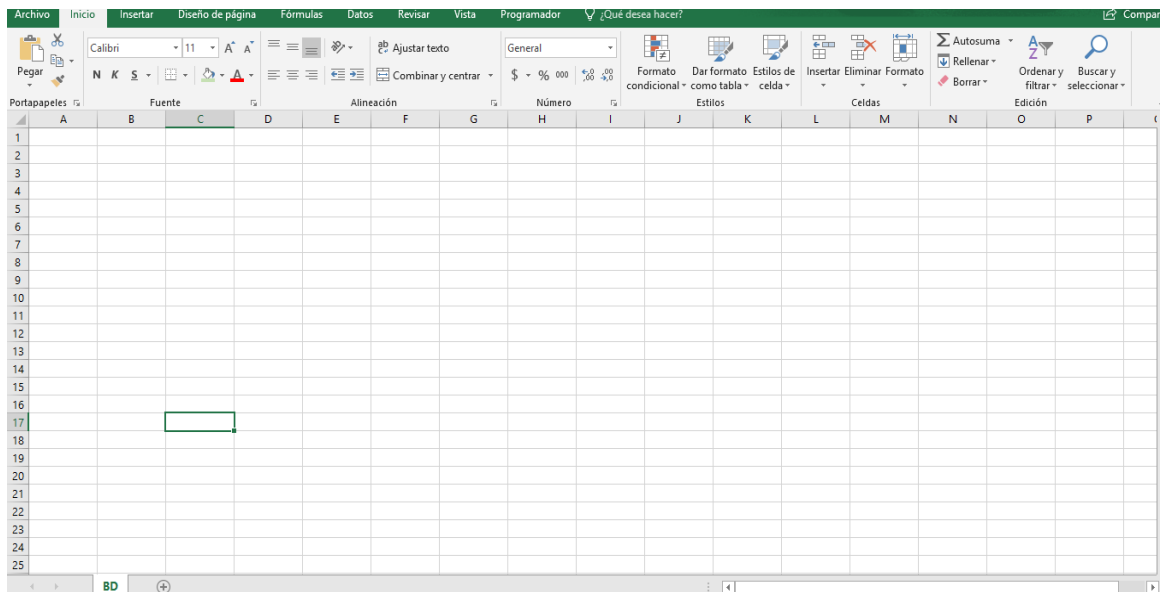 Archivo Inicio Insertar Diseño de página Fórmulas Datos Revisar Vista Programador ¿Qué desea hacer? Compar
Pegar
Calibri 11 A A
N K S A
ab Ajustar texto
Combinar y centrar
General
$ % 000 ,00 ,0
Formato condicional
Dar formato como tabla
Estilos de celda
Insertar Eliminar Formato
Autosuma
Rellenar
Borrar
Ordenar y filtrar
Buscar y seleccionar
Portapapeles Fuente Alineación Número Estilos Celdas Edición
A B C D E F G H I J K L M N O P
1
2
3
4
5
6
7
8
9
10
11
12
13
14
15
16
17
18
19
20
21
22
23
24
25
BD